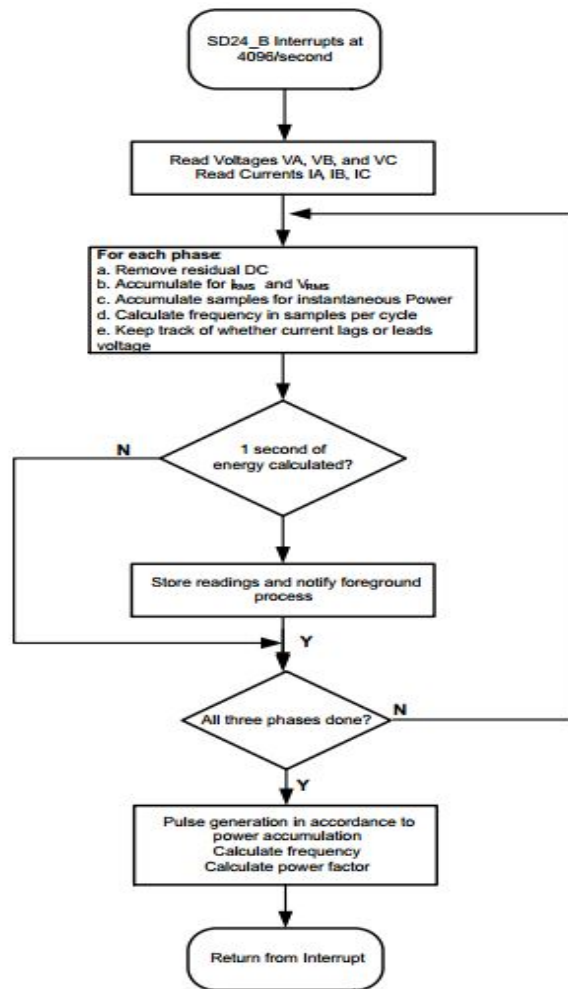 SD24_B Interrupts at
4096/second
Read Voltages VA, VB, and VC
Read Currents IA, IB, IC
For each phase:
a. Remove residual DC
b. Accumulate for IRMS and VRMS
c. Accumulate samples for instantaneous Power
d. Calculate frequency in samples per cycle
e. Keep track of whether current lags or leads
voltage
N
1 second of
energy calculated?
Store readings and notify foreground
process
Y
All three phases done?
N
Y
Pulse generation in accordance to
power accumulation
Calculate frequency
Calculate power factor
Return from Interrupt